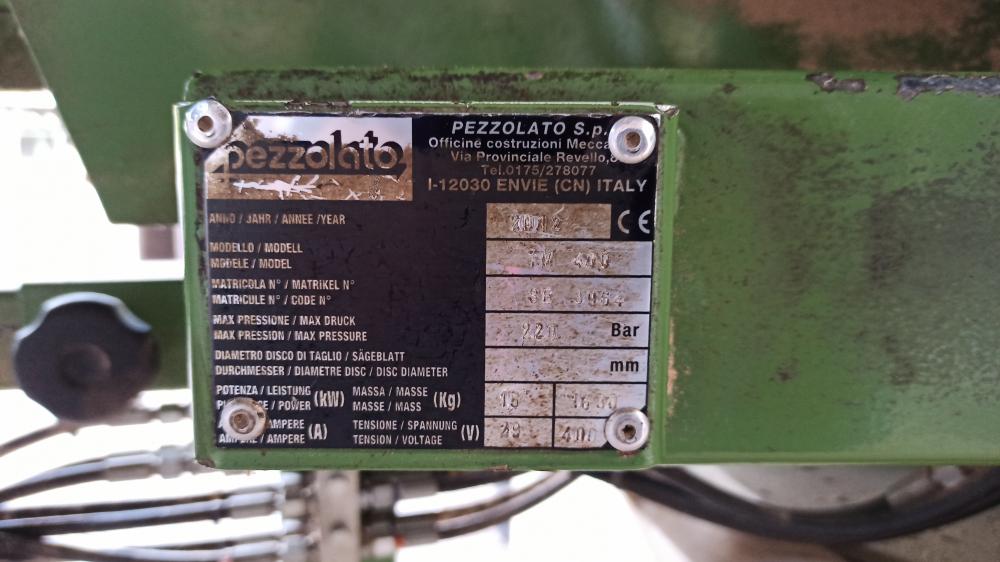 pezzolato
PEZZOLATO S.p.
Officine costruzioni Mecca
Via Provinciale Revello,
Tel.0175/278077
I-12030 ENVIE (CN) ITALY
ANNO / JAHR / ANNEE /YEAR
CE
MODELLO / MODELL
MODELE / MODEL
MATRICOLA N° / MATRIKEL N°
MATRICULE N° / CODE N°
MAX PRESSIONE / MAX DRUCK
MAX PRESSION / MAX PRESSURE
220 Bar
DIAMETRO DISCO DI TAGLIO / SÄGEBLATT
DURCHMESSER / DIAMETRE DISC / DISC DIAMETER
mm
POTENZA / LEISTUNG
/ POWER
(kW)
MASSA / MASSE
MASSE / MASS
(Kg)
/ AMPERE
/ AMPERE
(A)
TENSIONE / SPANNUNG
TENSION / VOLTAGE
(V)
400